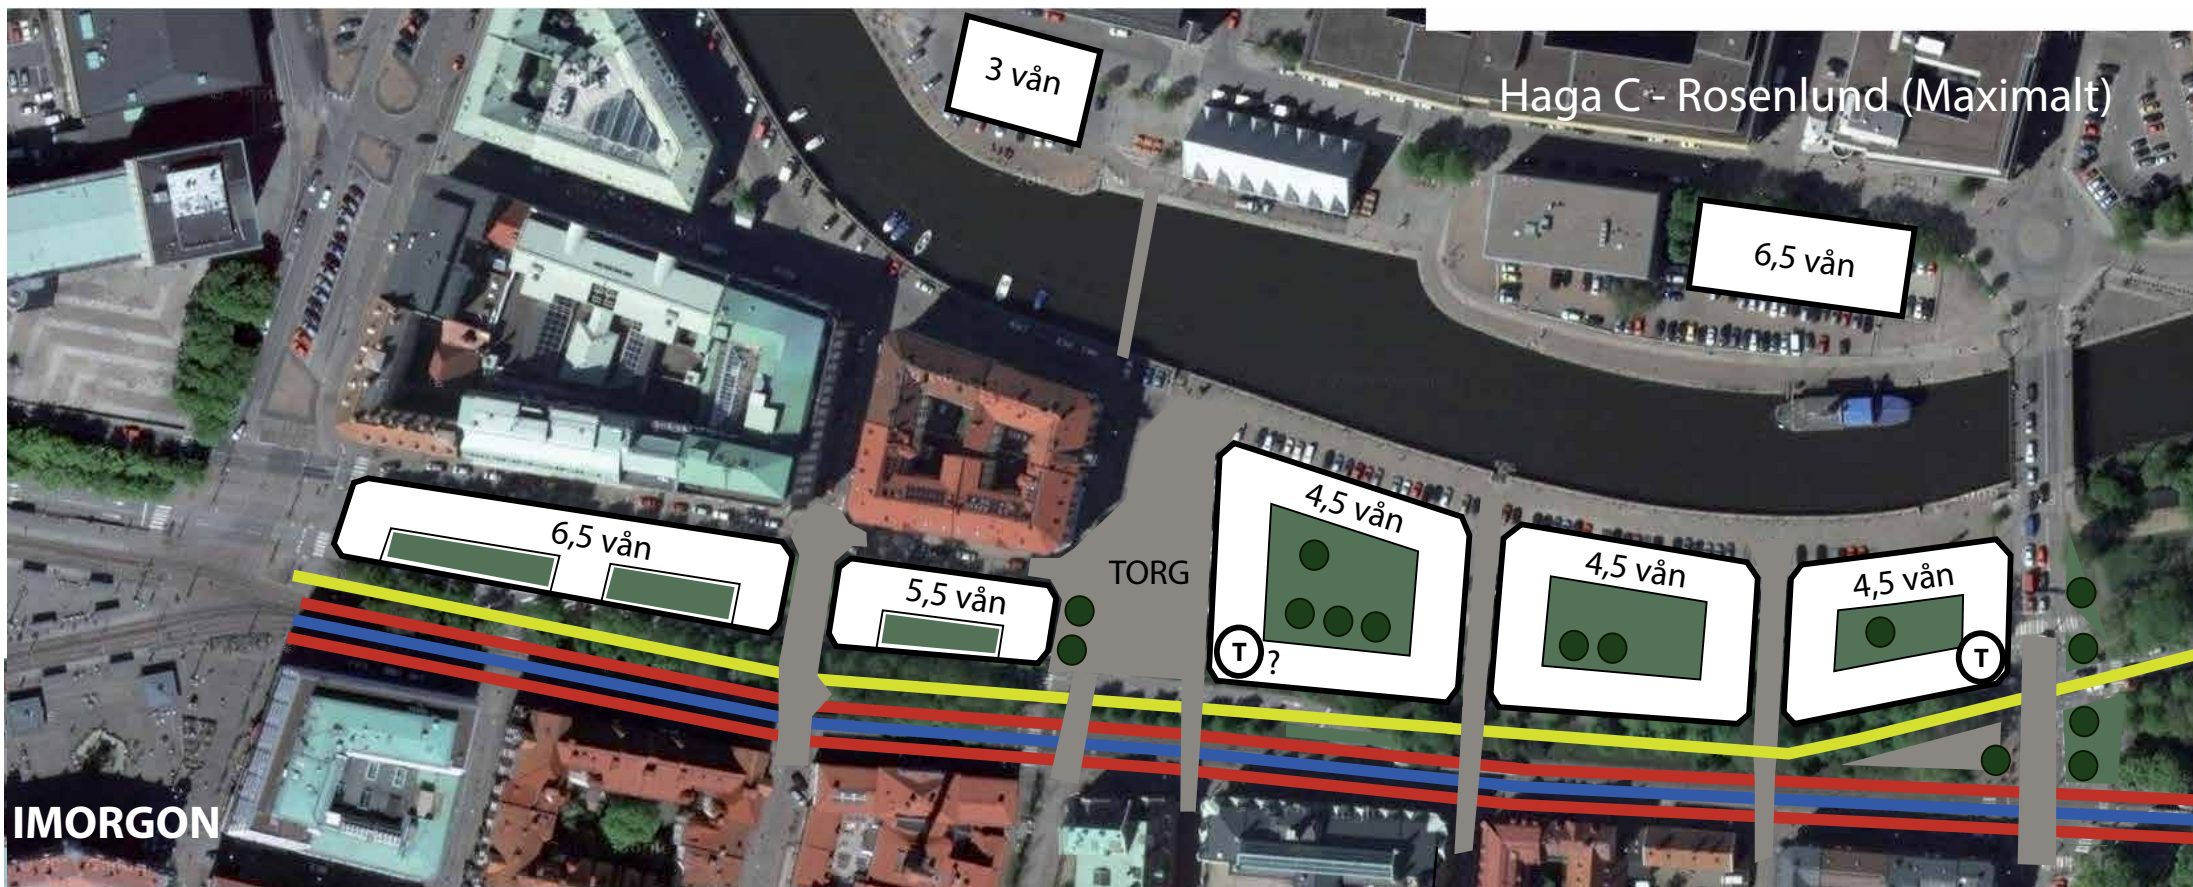 3 vån
Haga C - Rosenlund (Maximalt)
6,5 vån
6,5 vån
5,5 vån
TORG
4,5 vån
4,5 vån
4,5 vån
T
?
T
IMORGON